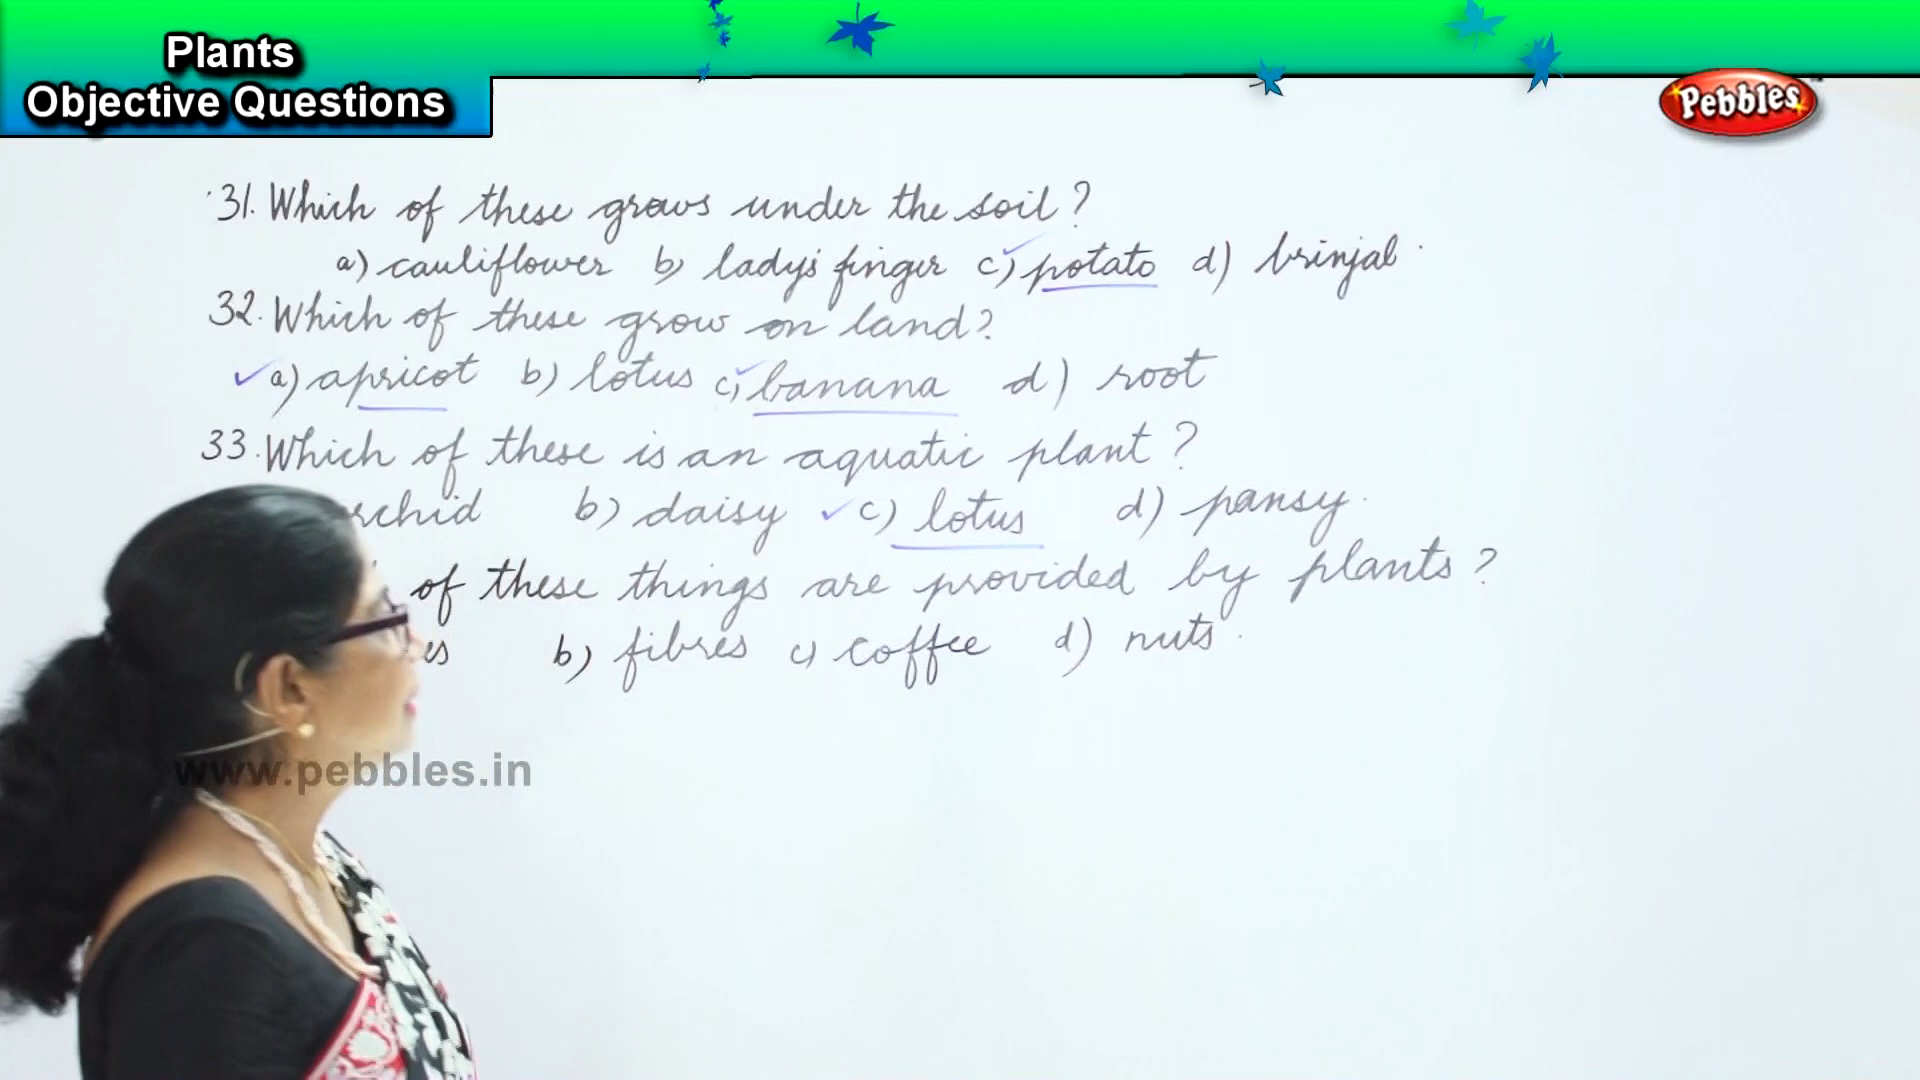 Plants
Objective Questions
Pebbles
31. Which of these grows under the soil?
a) cauliflower b) lady's finger c) potato d) brinjal
32. Which of these grow on land?
a) apricot b) lotus c) banana d) root
33. Which of these is an aquatic plant?
b) daisy c) lotus d) pansy.
of these things are provided by plants?
b) fibres c) coffee d) nuts.
www.pebbles.in